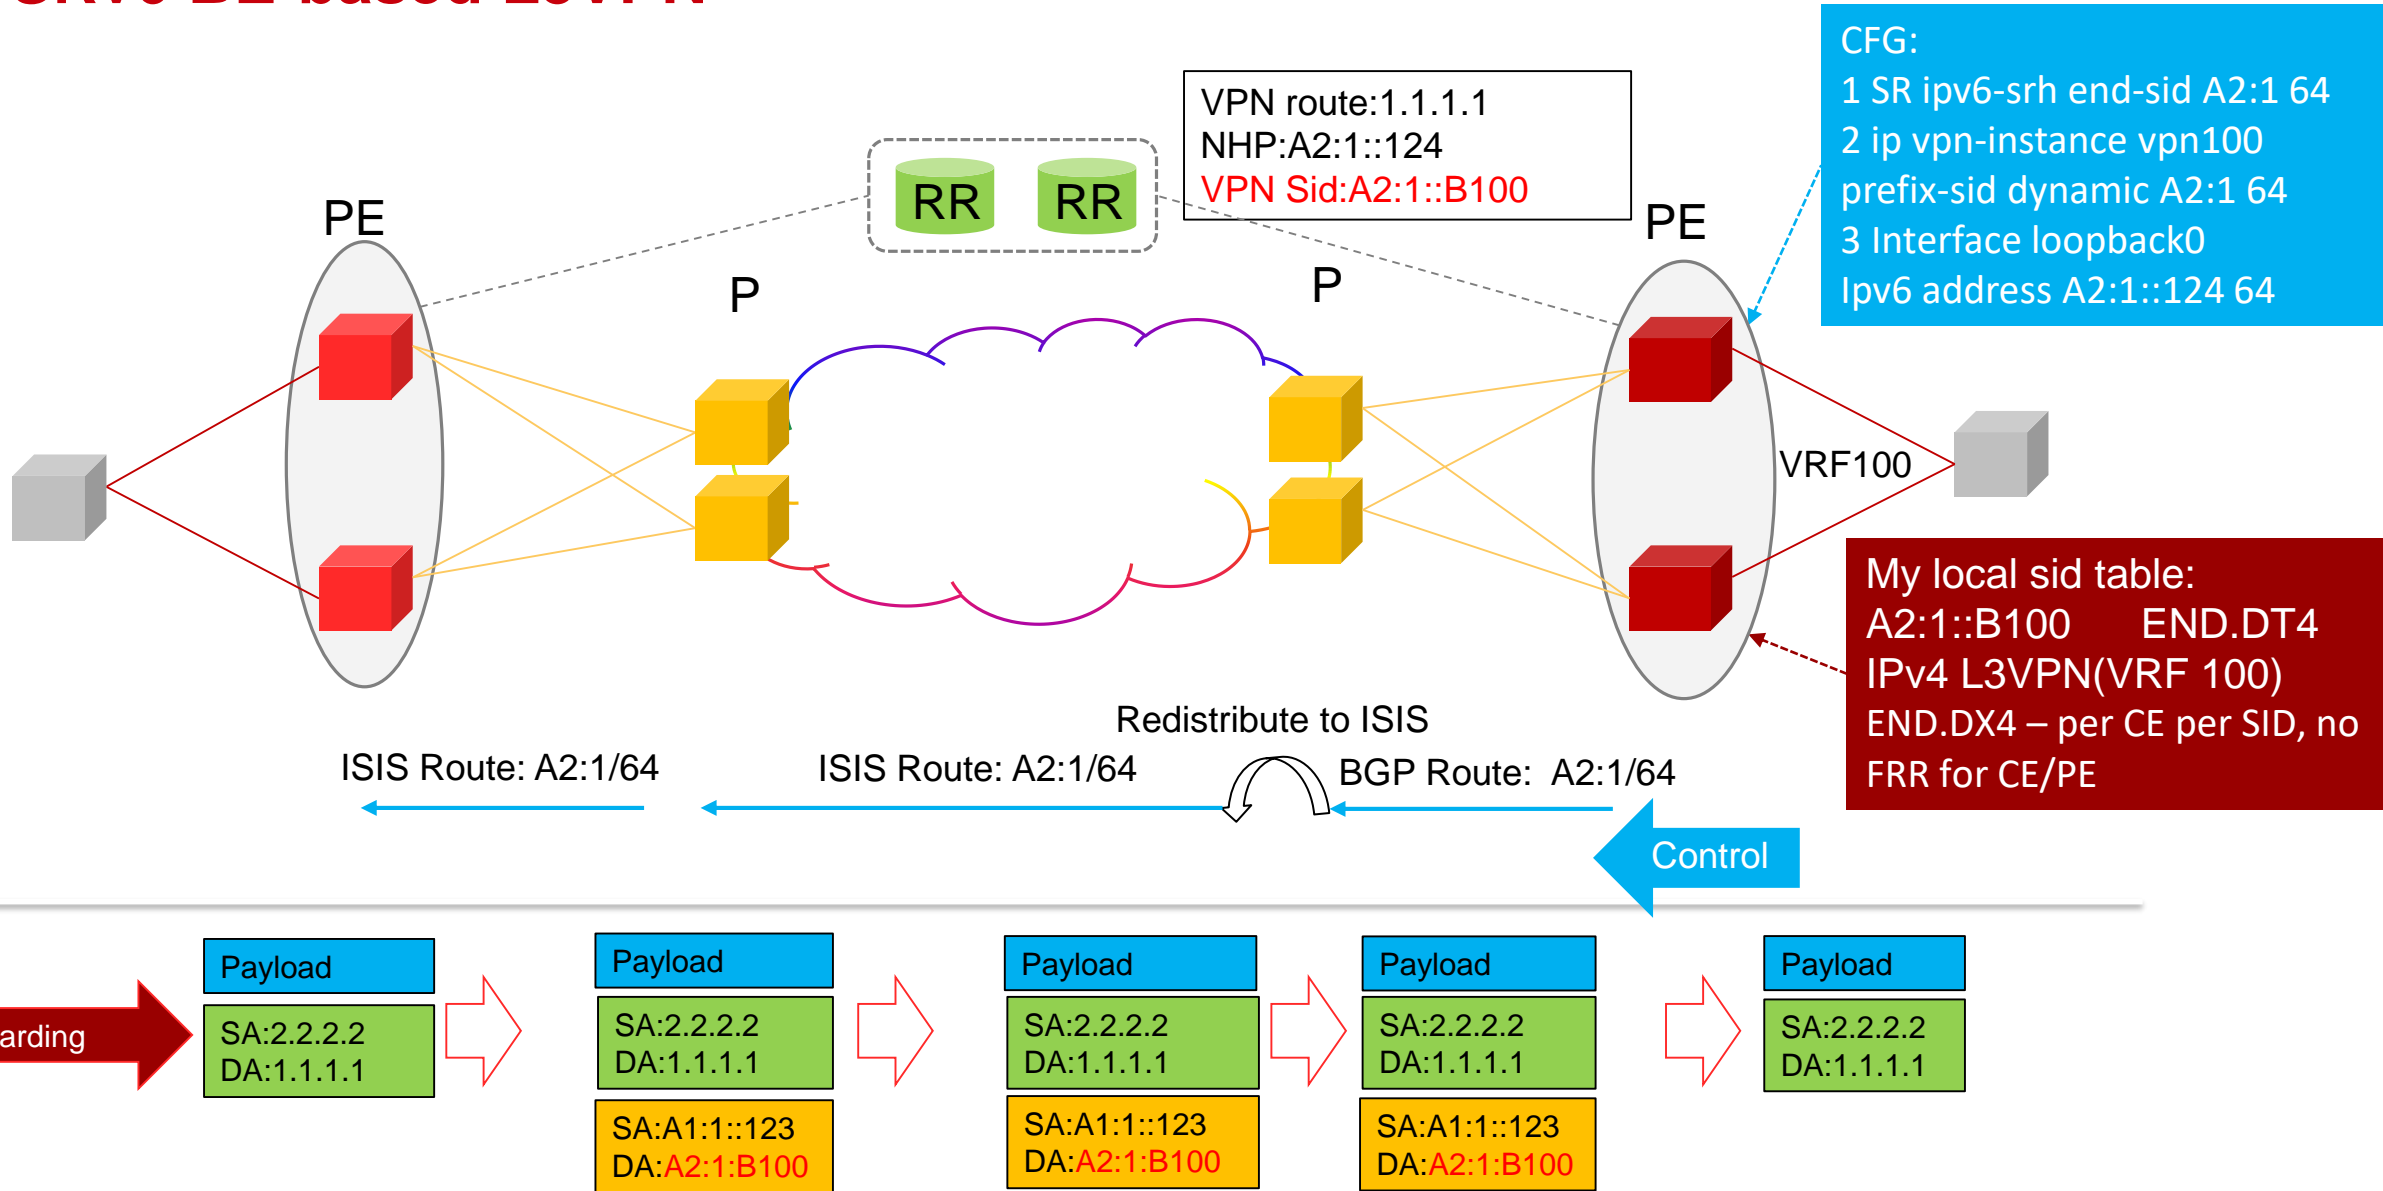 CFG:
1 SR ipv6-srh end-sid A2:1 64
2 ip vpn-instance vpn100
prefix-sid dynamic A2:1 64
3 Interface loopback0
Ipv6 address A2:1::124 64
VPN route:1.1.1.1
NHP:A2:1::124
VPN Sid:A2:1::B100
RR
RR
PE
PE
P
P
VRF100
My local sid table:
A2:1::B100 END.DT4
IPv4 L3VPN(VRF 100)
END.DX4 – per CE per SID, no
FRR for CE/PE
Redistribute to ISIS
ISIS Route: A2:1/64
ISIS Route: A2:1/64
BGP Route: A2:1/64
Control
arding
Payload
SA:2.2.2.2
DA:1.1.1.1
Payload
SA:2.2.2.2
DA:1.1.1.1
SA:A1:1::123
DA:A2:1:B100
Payload
SA:2.2.2.2
DA:1.1.1.1
SA:A1:1::123
DA:A2:1:B100
Payload
SA:2.2.2.2
DA:1.1.1.1
SA:A1:1::123
DA:A2:1:B100
Payload
SA:2.2.2.2
DA:1.1.1.1